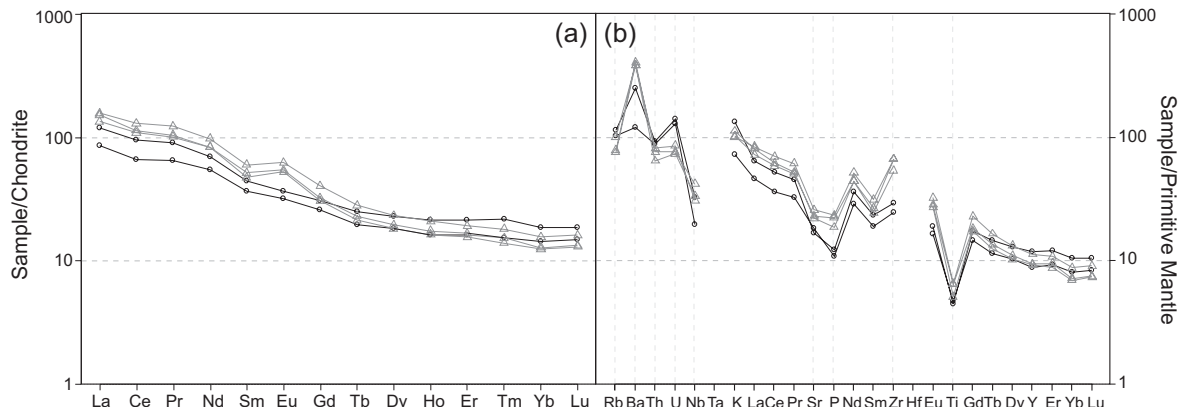 1000
(a)
(b)
1000
100
100
10
10
1
1
Sample/Chondrite
Sample/Primitive Mantle
La Ce Pr Nd Sm Eu Gd Tb Dy Ho Er Tm Yb Lu
Rb Ba Th U Nb Ta K La Ce Pr Sr P Nd Sm Zr Hf Eu Ti Gd Tb Dy Y Er Yb Lu